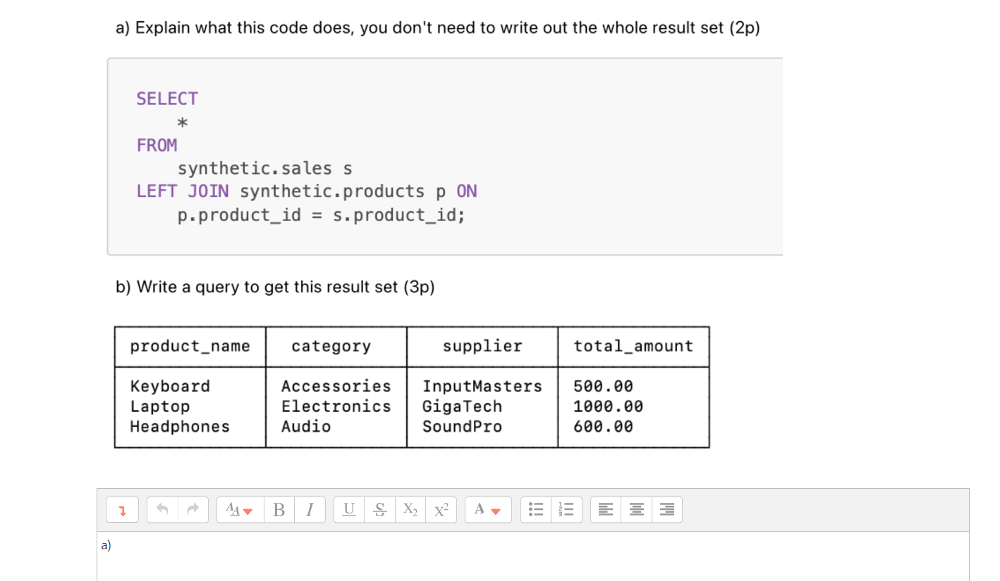 a) Explain what this code does, you don't need to write out the whole result set (2p)
SELECT
*
FROM
synthetic.sales s
LEFT JOIN synthetic.products p ON
p.product_id = s.product_id;
b) Write a query to get this result set (3p)
product_name category supplier total_amount
Keyboard Accessories InputMasters 500.00
Laptop Electronics GigaTech 1000.00
Headphones Audio SoundPro 600.00
AA B I U S X2 X2 A
a)